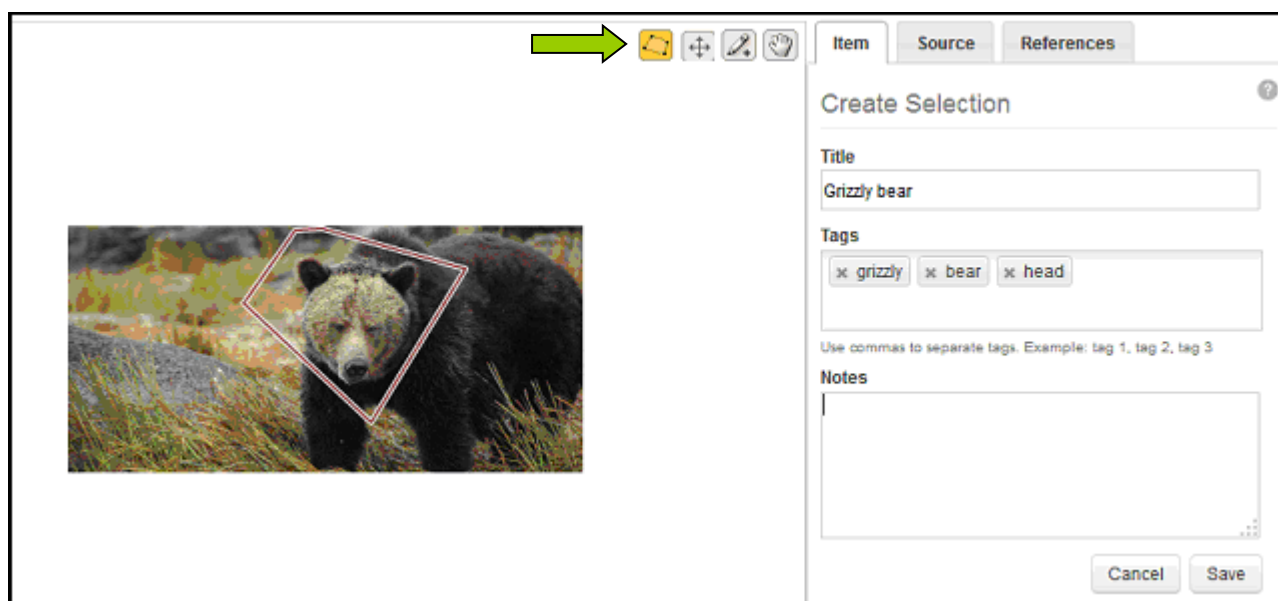 Item Source References
Create Selection
?
Title
Grizzly bear
Tags
x grizzly x bear x head
Use commas to separate tags. Example: tag 1, tag 2, tag 3
Notes
Cancel Save